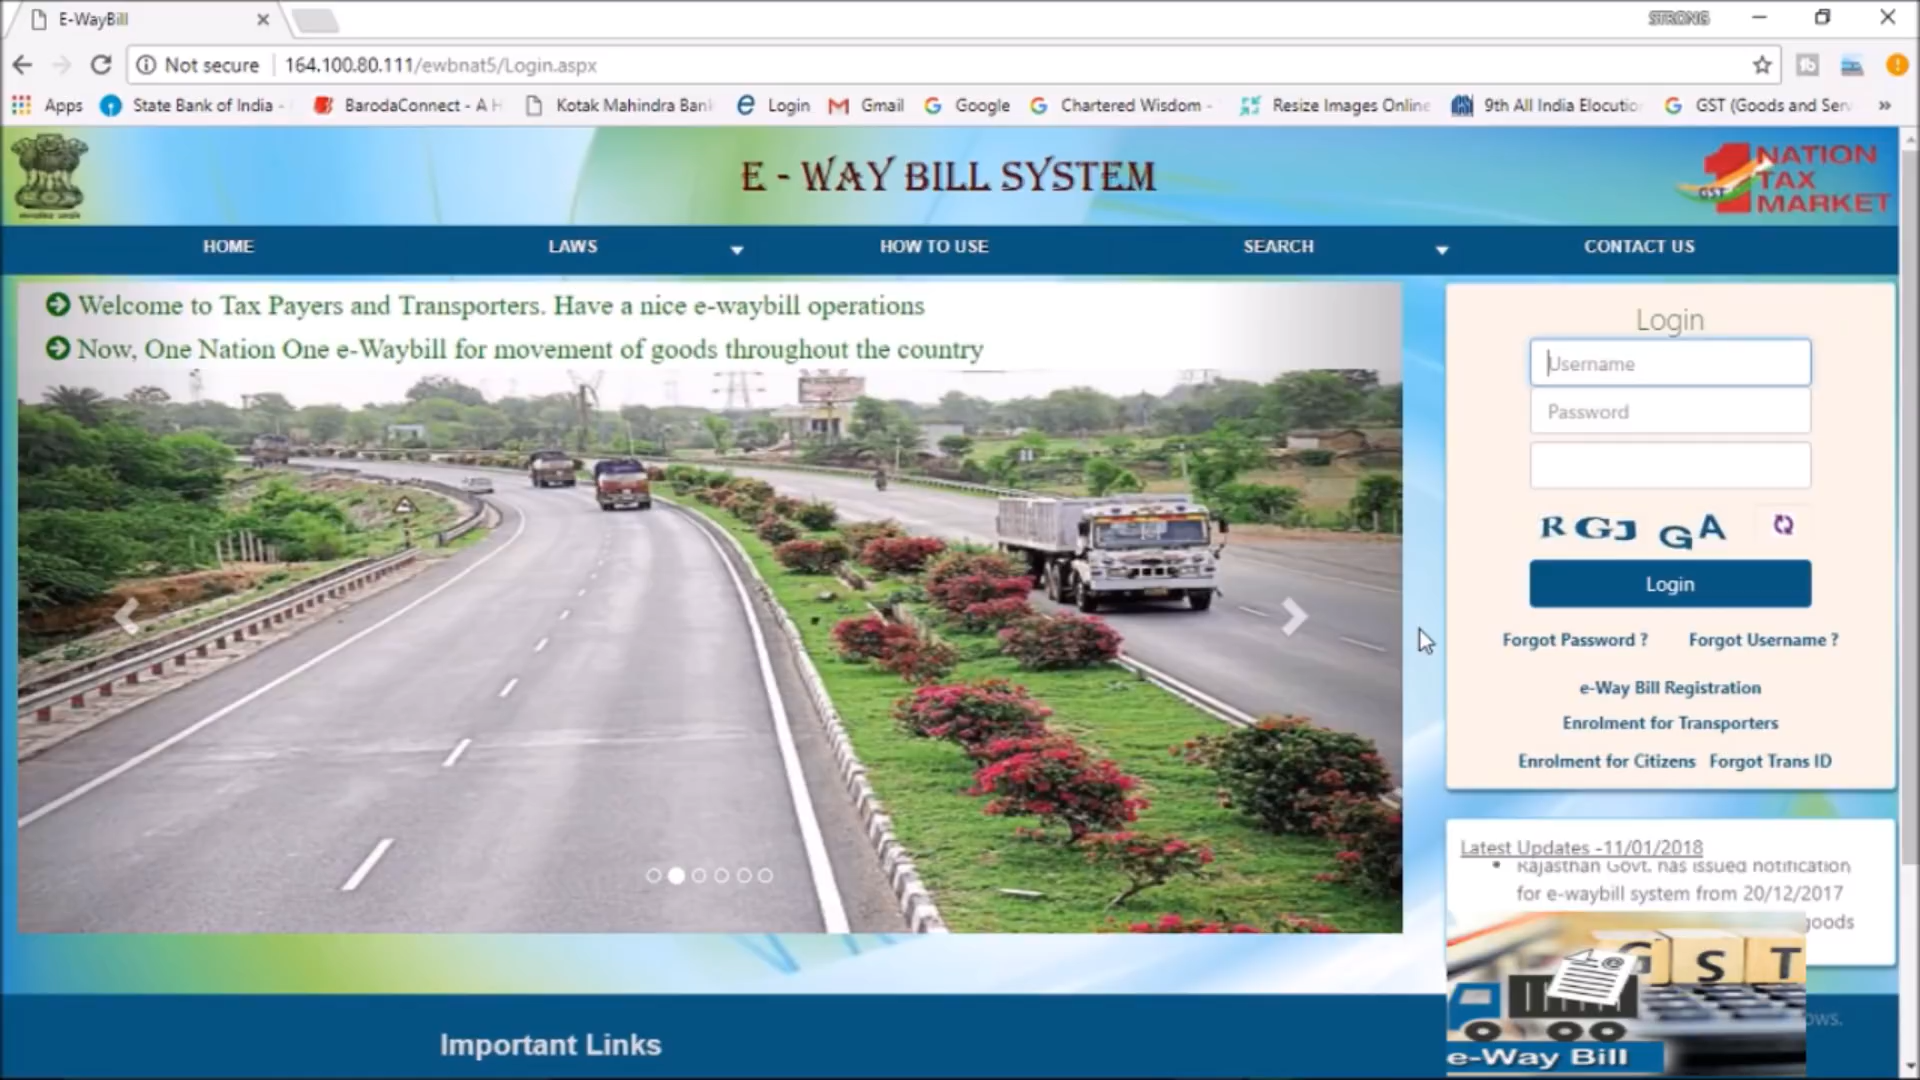 E-WayBill
STRONG
Not secure
164.100.80.111/ewbnat5/Login.aspx
Apps
State Bank of India -
BarodaConnect - A H
Kotak Mahindra Bank
Login
Gmail
Google
Chartered Wisdom -
Resize Images Online
9th All India Elocutio
GST (Goods and Serv
»
E - WAY BILL SYSTEM
GST
1
NATION
TAX
MARKET
HOME
LAWS
HOW TO USE
SEARCH
CONTACT US
Welcome to Tax Payers and Transporters. Have a nice e-waybill operations
Now, One Nation One e-Waybill for movement of goods throughout the country
Login
Username
Password
RGJGA
Login
Forgot Password ?
Forgot Username ?
e-Way Bill Registration
Enrolment for Transporters
Enrolment for Citizens
Forgot Trans ID
Latest Updates -11/01/2018
Rajasthan Govt. has issued notification
for e-waybill system from 20/12/2017
goods
G S T
e-Way Bill
Important Links